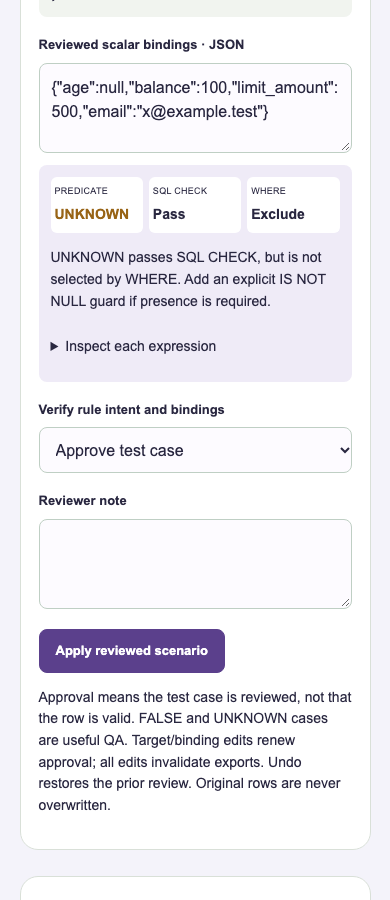 Reviewed scalar bindings · JSON
{"age":null,"balance":100,"limit_amount":
500,"email":"x@example.test"}
PREDICATE
UNKNOWN
SQL CHECK
Pass
WHERE
Exclude
UNKNOWN passes SQL CHECK, but is not
selected by WHERE. Add an explicit IS NOT
NULL guard if presence is required.
▶ Inspect each expression
Verify rule intent and bindings
Approve test case
Reviewer note
Apply reviewed scenario
Approval means the test case is reviewed, not that
the row is valid. FALSE and UNKNOWN cases
are useful QA. Target/binding edits renew
approval; all edits invalidate exports. Undo
restores the prior review. Original rows are never
overwritten.